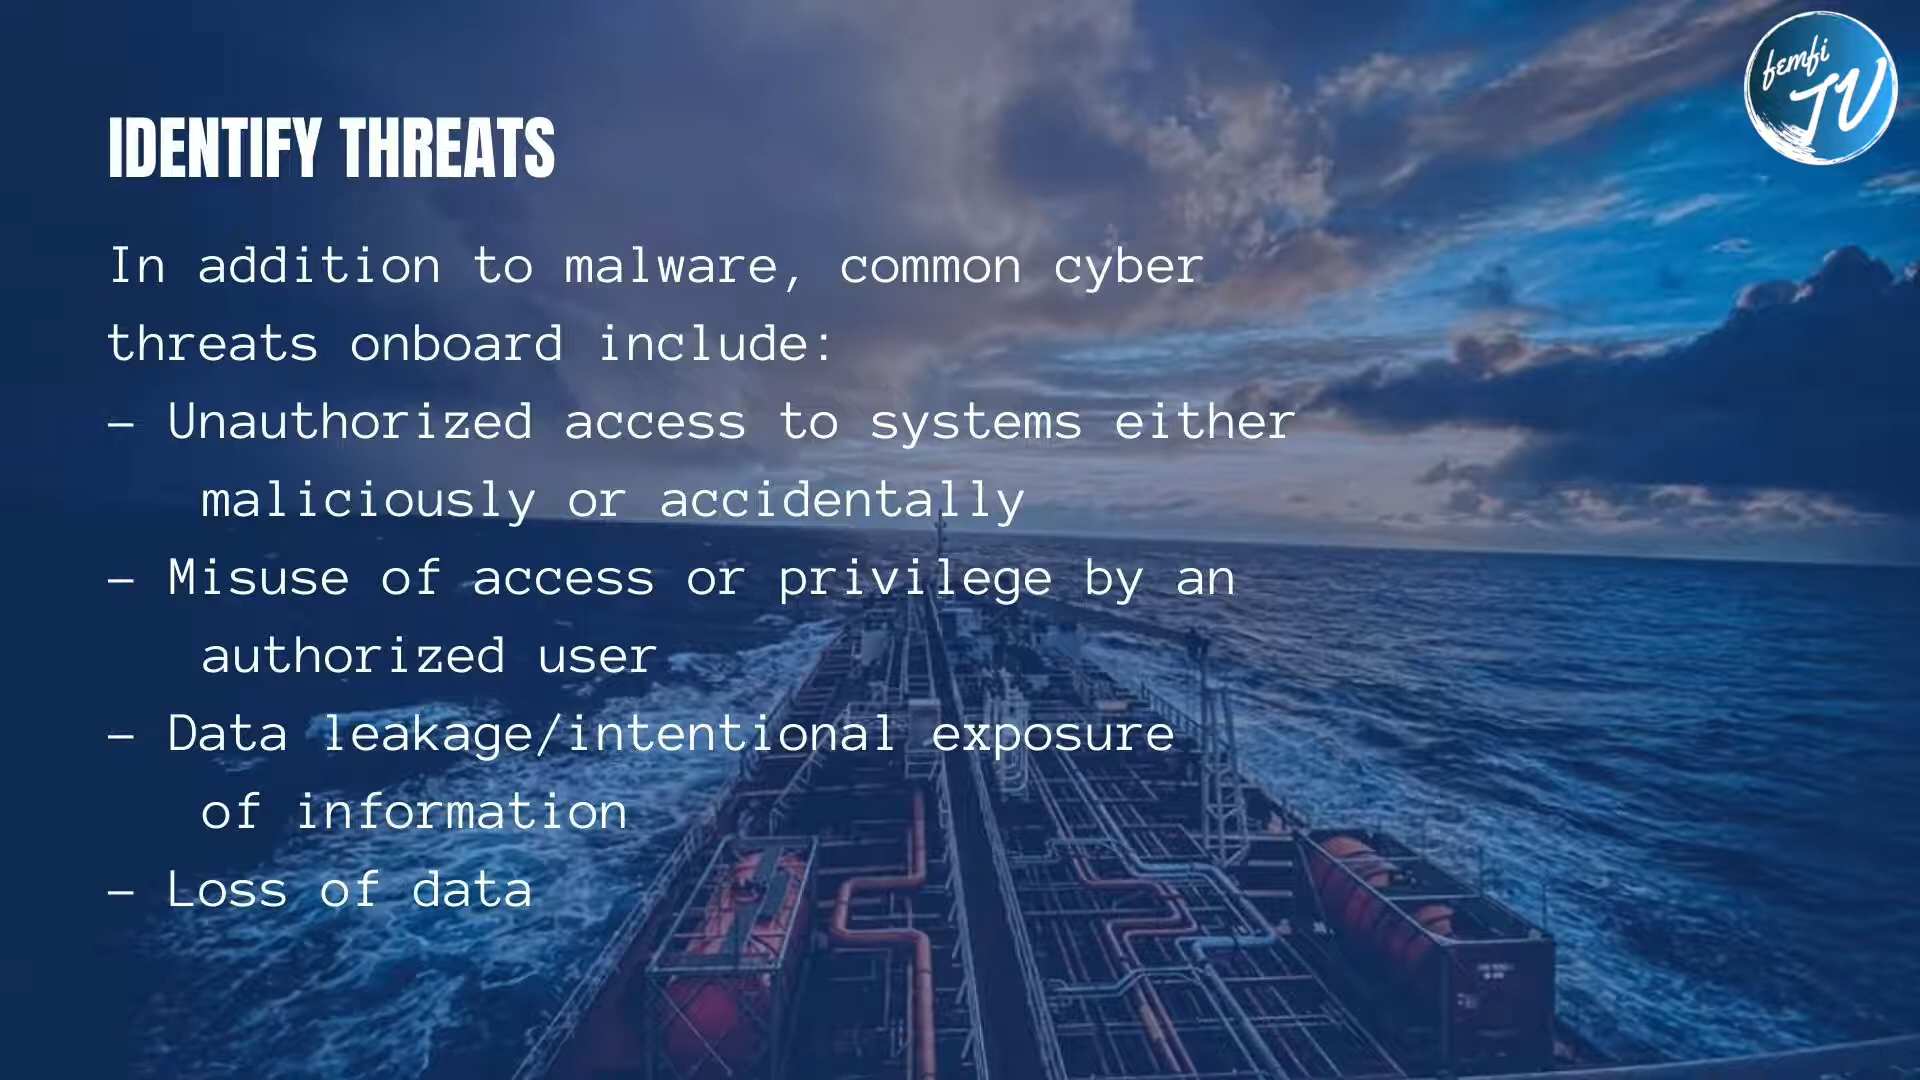 femfi
TV
IDENTIFY THREATS
In addition to malware, common cyber
threats onboard include:
– Unauthorized access to systems either
maliciously or accidentally
– Misuse of access or privilege by an
authorized user
– Data leakage/intentional exposure
of information
– Loss of data